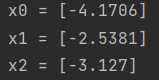 x0 = [-4.1706]
x1 = [-2.5381]
x2 = [-3.127]